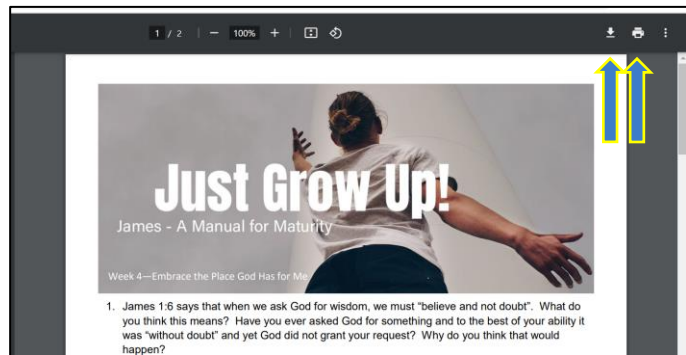 1 / 2 | − 100% + |
Just Grow Up!
James - A Manual for Maturity
Week 4—Embrace the Place God Has for Me
1. James 1:6 says that when we ask God for wisdom, we must “believe and not doubt”. What do
you think this means? Have you ever asked God for something and to the best of your ability it
was “without doubt” and yet God did not grant your request? Why do you think that would
happen?